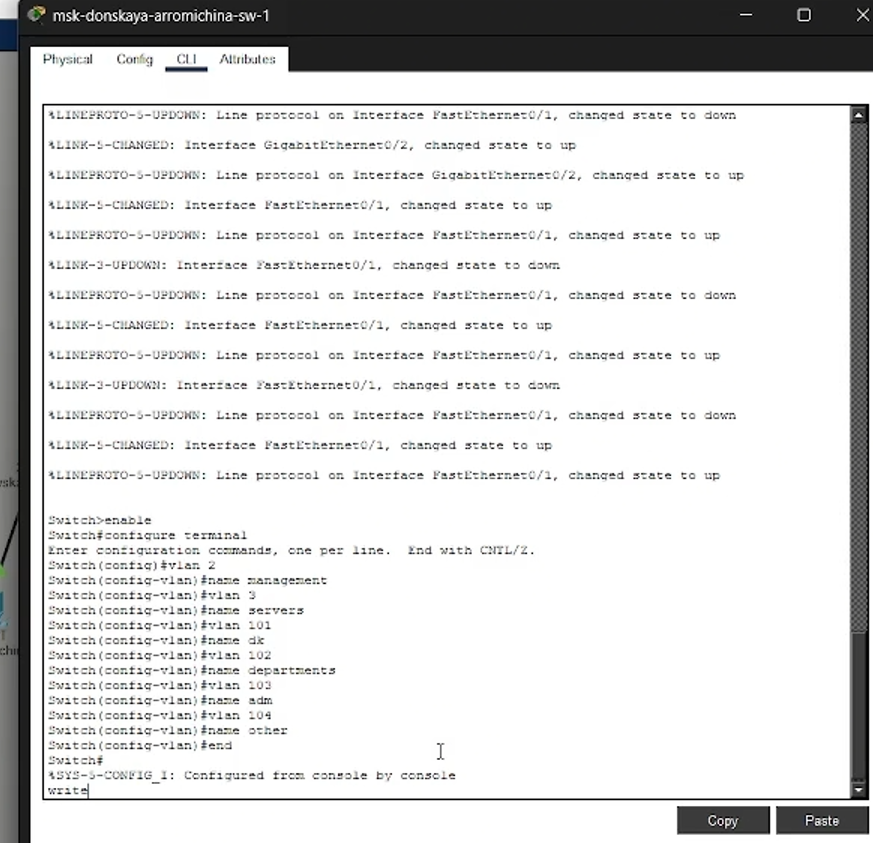 msk-donskaya-arromichina-sw-1
Physical Config CLI Attributes
%LINEPROTO-5-UPDOWN: Line protocol on Interface FastEthernet0/1, changed state to down
%LINK-5-CHANGED: Interface GigabitEthernet0/2, changed state to up
%LINEPROTO-5-UPDOWN: Line protocol on Interface GigabitEthernet0/2, changed state to up
%LINK-5-CHANGED: Interface FastEthernet0/1, changed state to up
%LINEPROTO-5-UPDOWN: Line protocol on Interface FastEthernet0/1, changed state to up
%LINK-3-UPDOWN: Interface FastEthernet0/1, changed state to down
%LINEPROTO-5-UPDOWN: Line protocol on Interface FastEthernet0/1, changed state to down
%LINK-5-CHANGED: Interface FastEthernet0/1, changed state to up
%LINEPROTO-5-UPDOWN: Line protocol on Interface FastEthernet0/1, changed state to up
%LINK-3-UPDOWN: Interface FastEthernet0/1, changed state to down
%LINEPROTO-5-UPDOWN: Line protocol on Interface FastEthernet0/1, changed state to down
%LINK-5-CHANGED: Interface FastEthernet0/1, changed state to up
%LINEPROTO-5-UPDOWN: Line protocol on Interface FastEthernet0/1, changed state to up
Switch>enable
Switch#configure terminal
Enter configuration commands, one per line. End with CNTL/Z.
Switch(config)#vlan 2
Switch(config-vlan)#name management
Switch(config-vlan)#vlan 3
Switch(config-vlan)#name servers
Switch(config-vlan)#vlan 101
Switch(config-vlan)#name dk
Switch(config-vlan)#vlan 102
Switch(config-vlan)#name departments
Switch(config-vlan)#vlan 103
Switch(config-vlan)#name adm
Switch(config-vlan)#vlan 104
Switch(config-vlan)#name other
Switch(config-vlan)#end
Switch#
%SYS-5-CONFIG_I: Configured from console by console
write
Copy Paste